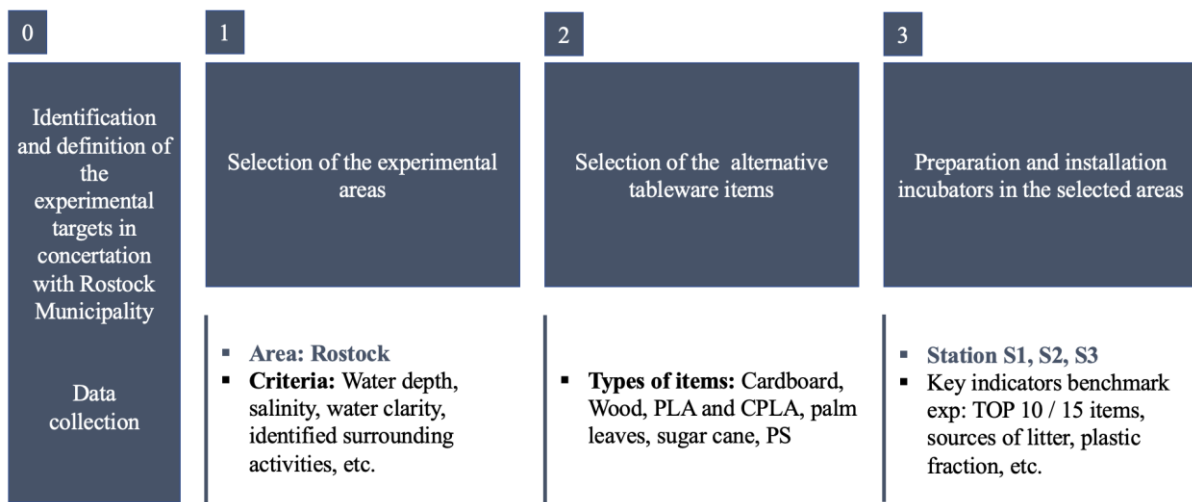 0
Identification
and definition of
the
experimental
targets in
concertation
with Rostock
Municipality
Data
collection
1
Selection of the experimental
areas
▪ Area: Rostock
▪ Criteria: Water depth,
salinity, water clarity,
identified surrounding
activities, etc.
2
Selection of the alternative
tableware items
▪ Types of items: Cardboard,
Wood, PLA and CPLA, palm
leaves, sugar cane, PS
3
Preparation and installation
incubators in the selected areas
▪ Station S1, S2, S3
▪ Key indicators benchmark
exp: TOP 10 / 15 items,
sources of litter, plastic
fraction, etc.